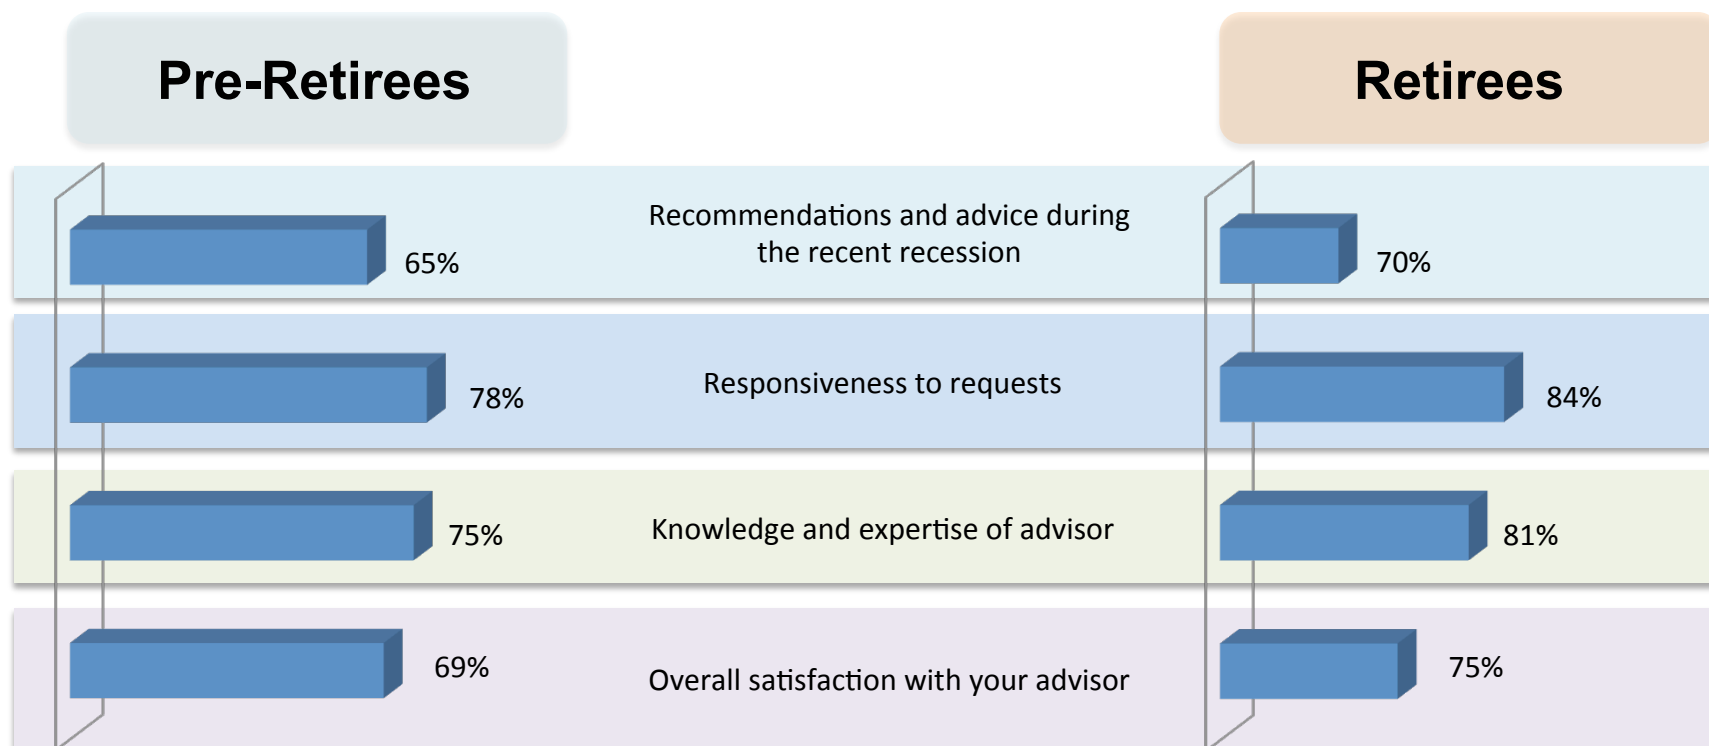 Pre-Retirees
Retirees
Recommendations and advice during
the recent recession
65%
70%
Responsiveness to requests
78%
84%
Knowledge and expertise of advisor
75%
81%
Overall satisfaction with your advisor
69%
75%